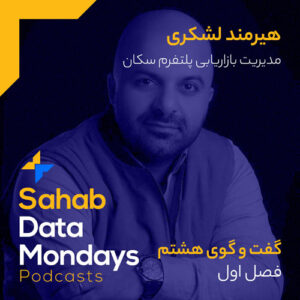 هیرمند لشکری
مدیریت بازاریابی پلتفرم سکان
Sahab
Data
Mondays
Podcasts
گفت و گوی هشتم
فصل اول